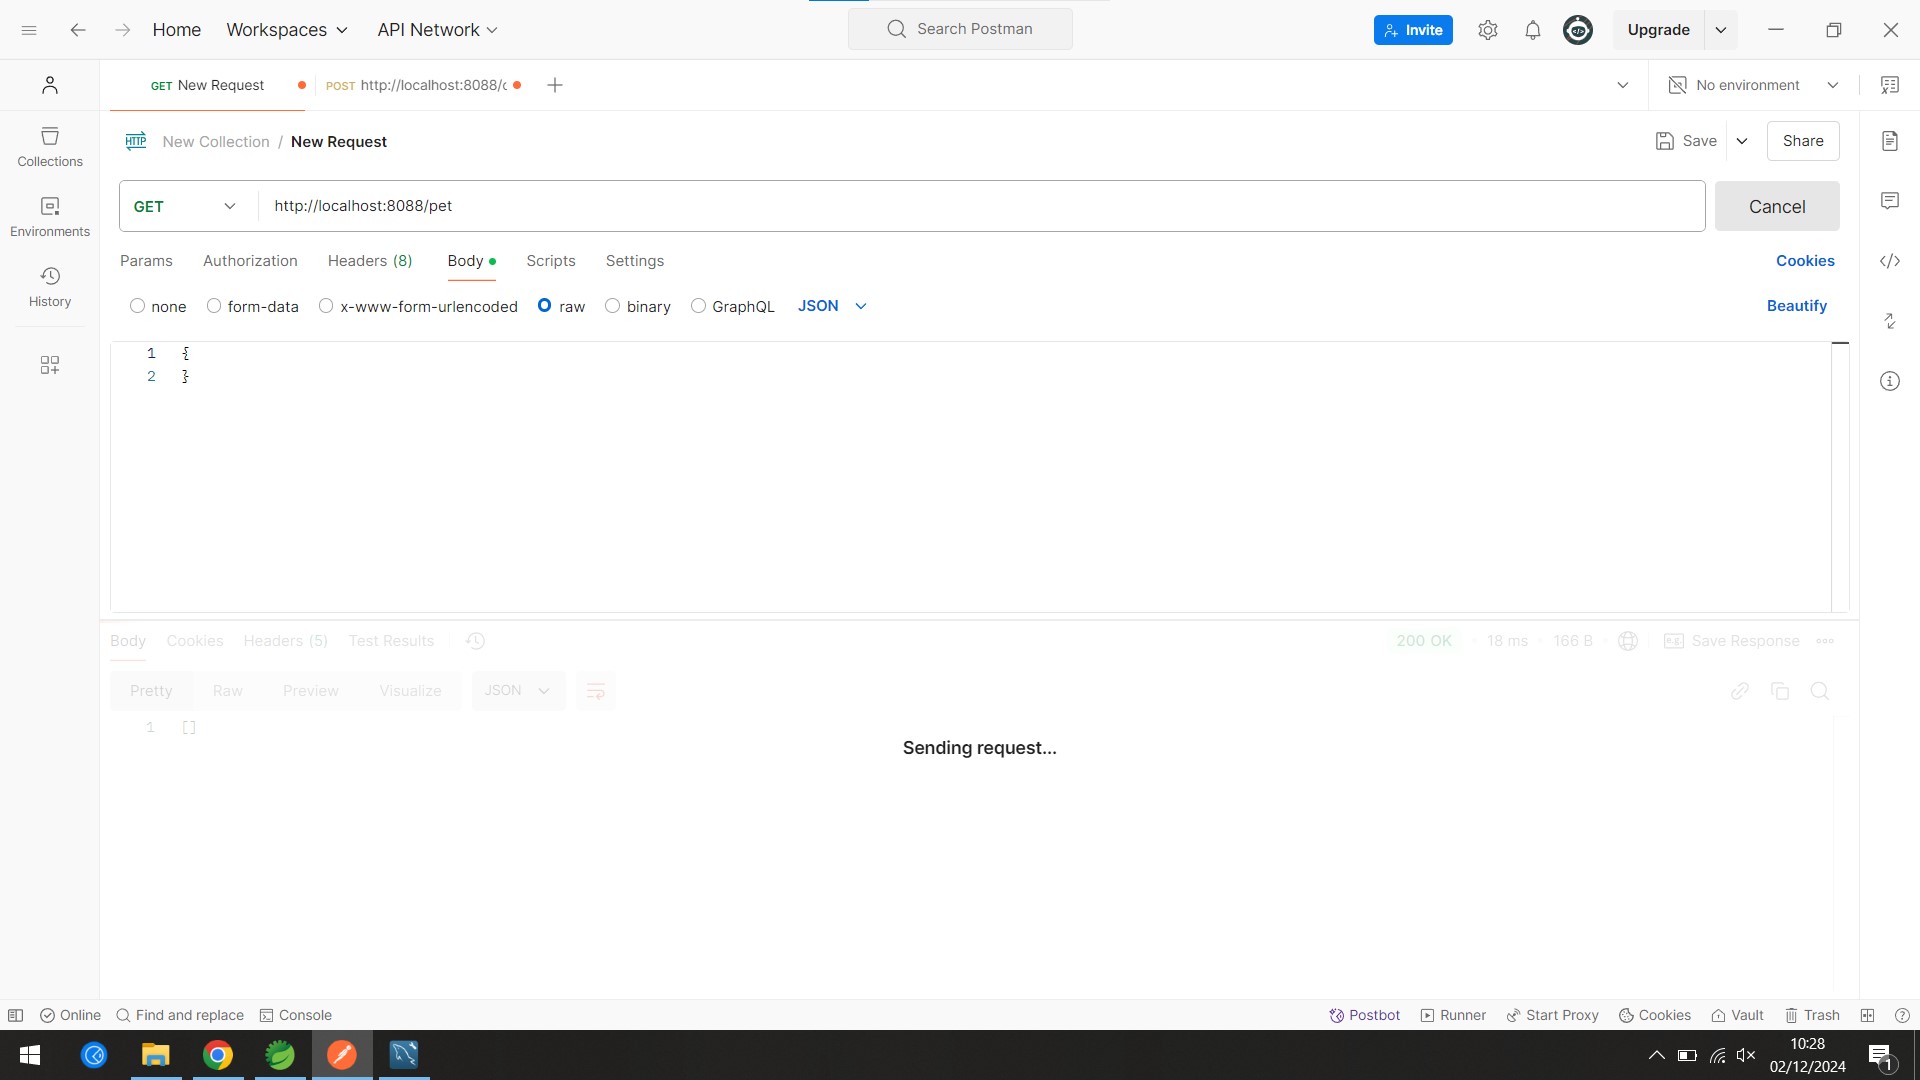 Home Workspaces API Network Search Postman Invite Upgrade
GET New Request POST http://localhost:8088/c No environment
HTTP New Collection / New Request Save Share
Collections
GET http://localhost:8088/pet Cancel
Environments
Params Authorization Headers (8) Body Scripts Settings Cookies
History
none form-data x-www-form-urlencoded raw binary GraphQL JSON Beautify
1 {
2 }
Body Cookies Headers (5) Test Results 200 OK 18 ms 166 B e.g. Save Response
Pretty Raw Preview Visualize JSON
1 []
Sending request...
Online Find and replace Console Postbot Runner Start Proxy Cookies Vault Trash
10:28
02/12/2024
1